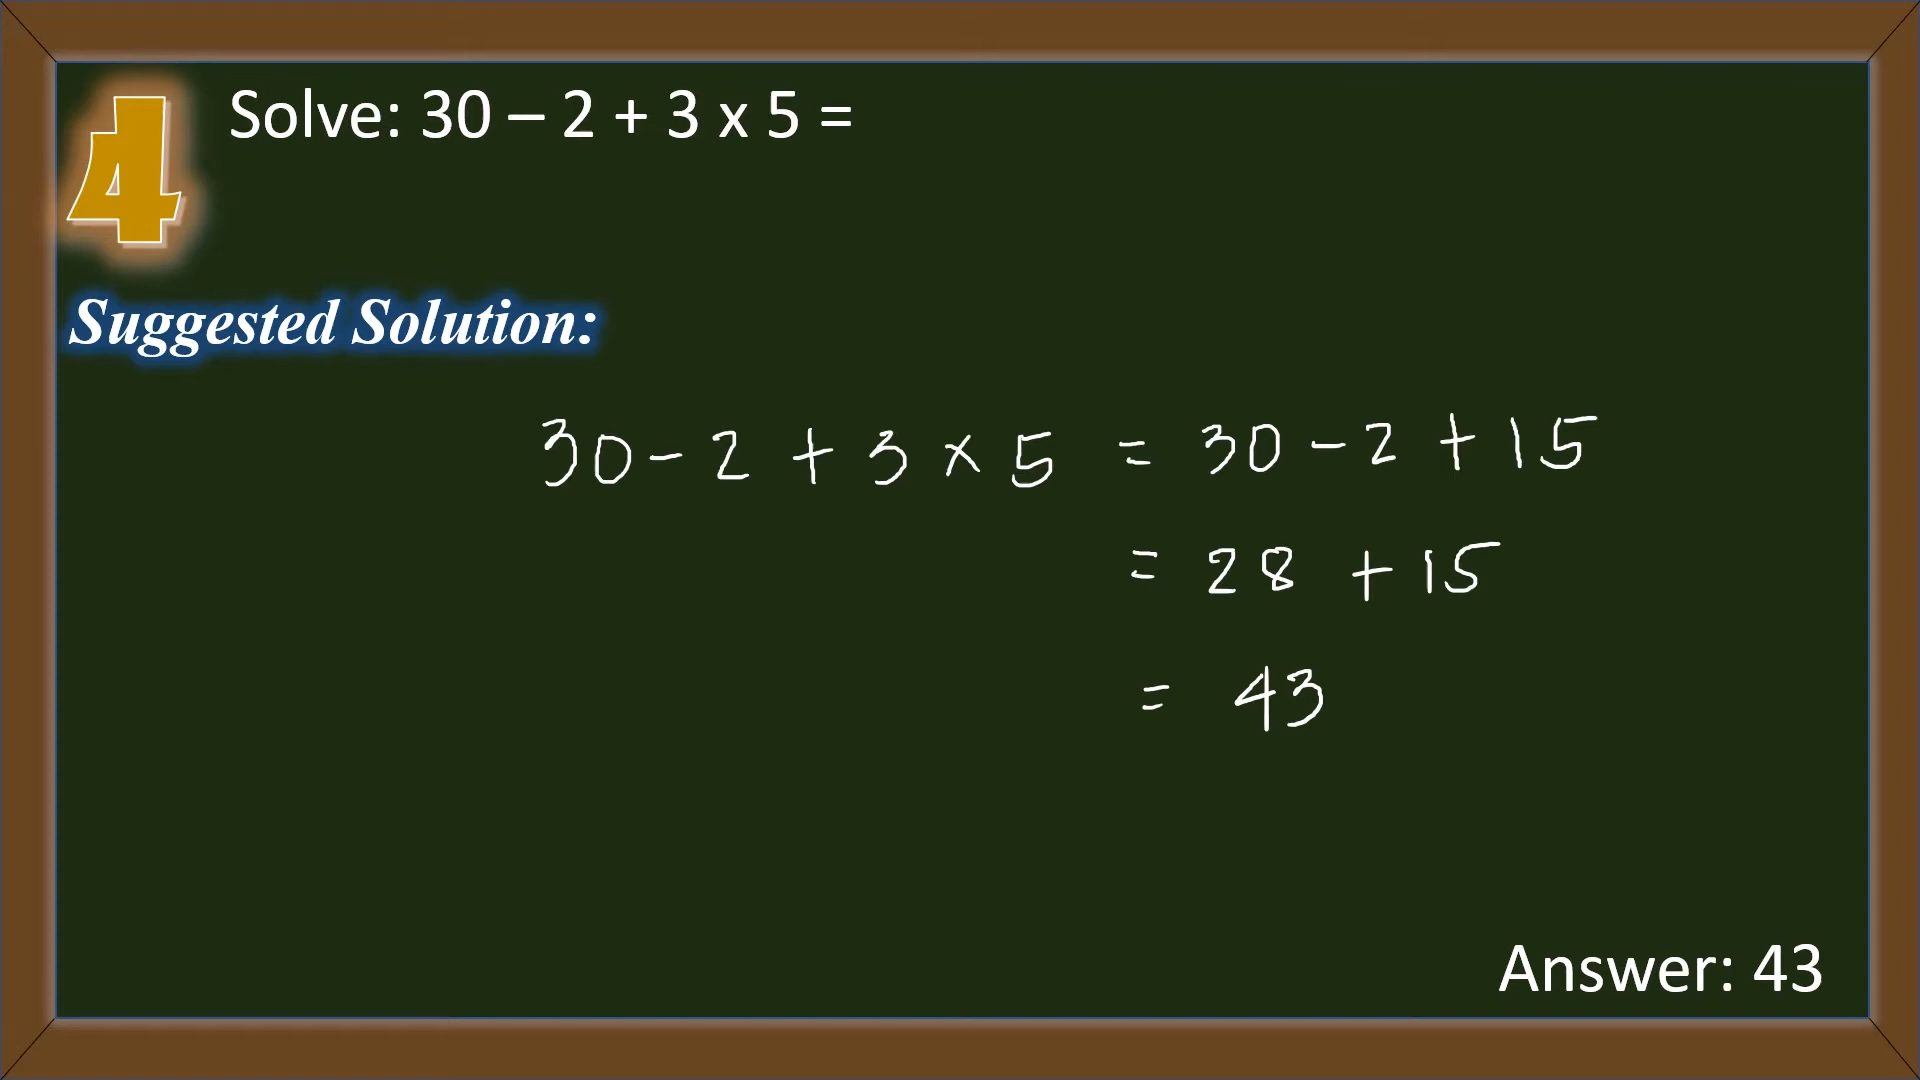 4
Solve: 30 – 2 + 3 x 5 =
Suggested Solution:
30 - 2 + 3 × 5 = 30 - 2 + 15
= 28 + 15
= 43
Answer: 43